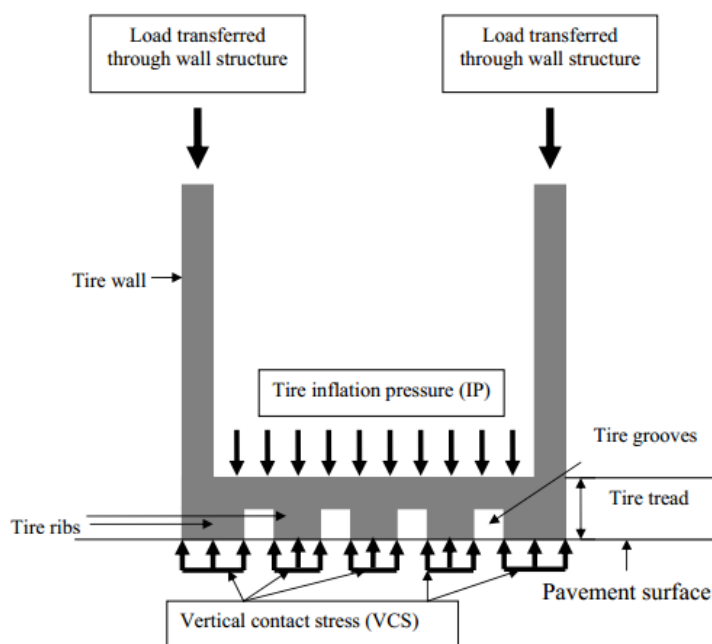 Load transferred
through wall structure
Load transferred
through wall structure
Tire wall
Tire inflation pressure (IP)
Tire grooves
Tire tread
Tire ribs
Pavement surface
Vertical contact stress (VCS)